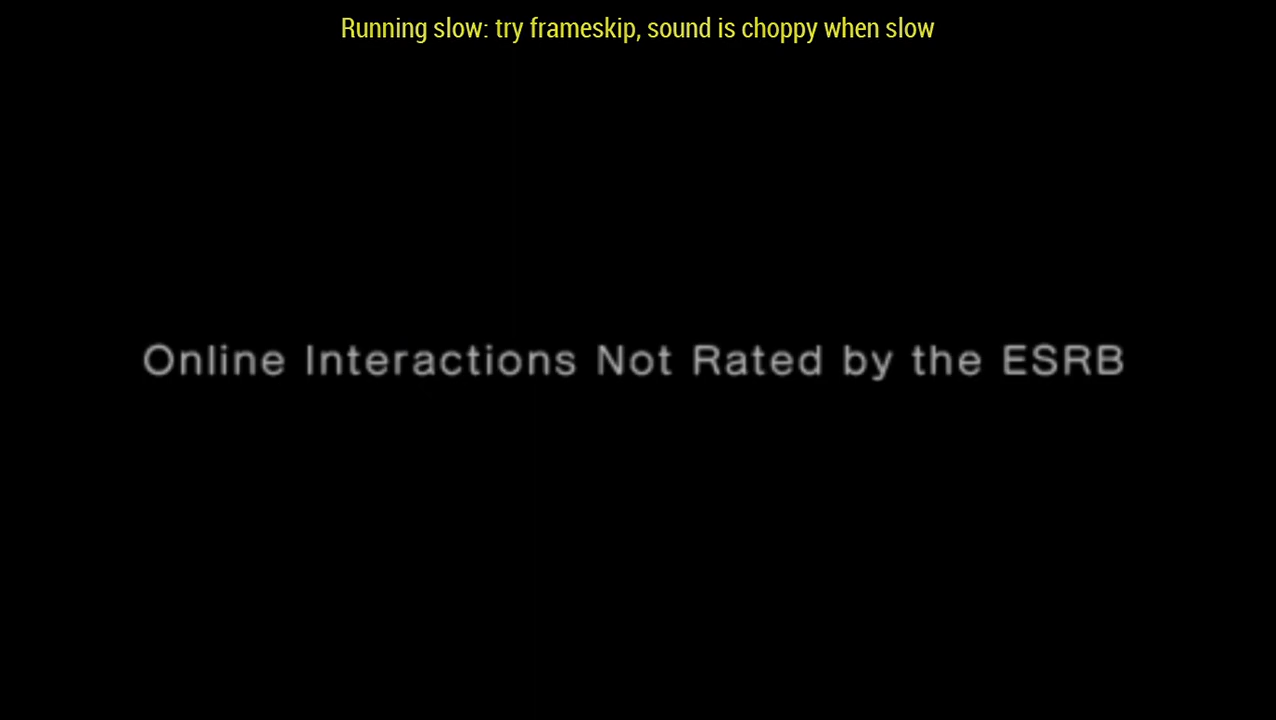 Running slow: try frameskip, sound is choppy when slow
Online Interactions Not Rated by the ESRB